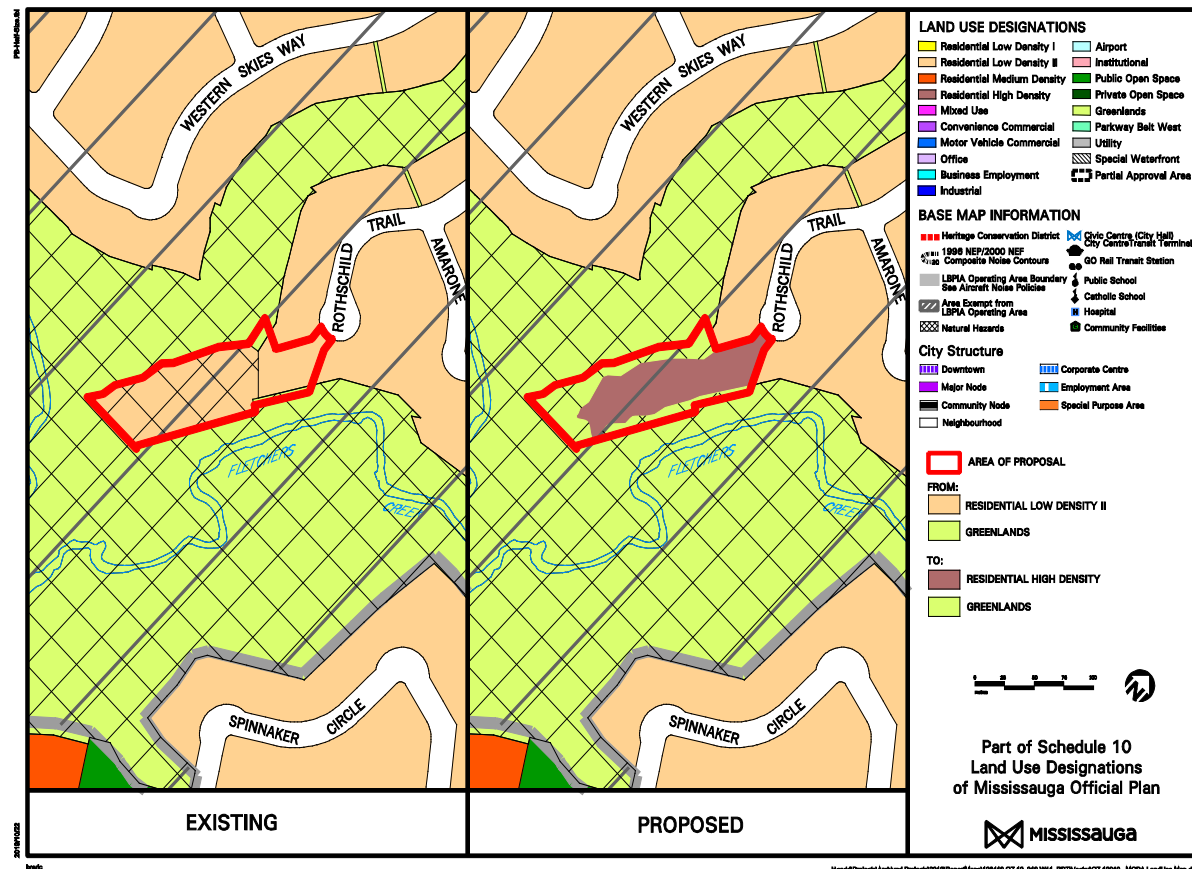 WESTERN SKIES WAY
ROTHSCHILD
TRAIL
AMARONE
FLETCHERS
CREEK
SPINNAKER
CIRCLE
EXISTING
WESTERN SKIES WAY
ROTHSCHILD
TRAIL
AMARONE
FLETCHERS
CREEK
SPINNAKER
CIRCLE
PROPOSED
LAND USE DESIGNATIONS
Residential Low Density I
Residential Low Density II
Residential Medium Density
Residential High Density
Mixed Use
Convenience Commercial
Motor Vehicle Commercial
Office
Business Employment
Industrial
Airport
Institutional
Public Open Space
Private Open Space
Greenlands
Parkway Belt West
Utility
Special Waterfront
Partial Approval Area
BASE MAP INFORMATION
Heritage Conservation District
1996 NEP/2000 NEF
Composite Noise Contours
LBPIA Operating Area Boundary
See Aircraft Noise Policies
Area Exempt from
LBPIA Operating Area
Natural Hazards
Civic Centre (City Hall)
City Centre Transit Terminal
GO Rail Transit Station
Public School
Catholic School
H Hospital
Community Facilities
City Structure
Downtown
Major Node
Community Node
Neighbourhood
Corporate Centre
Employment Area
Special Purpose Area
AREA OF PROPOSAL
FROM:
RESIDENTIAL LOW DENSITY II
GREENLANDS
TO:
RESIDENTIAL HIGH DENSITY
GREENLANDS
Part of Schedule 10
Land Use Designations
of Mississauga Official Plan
MISSISSAUGA